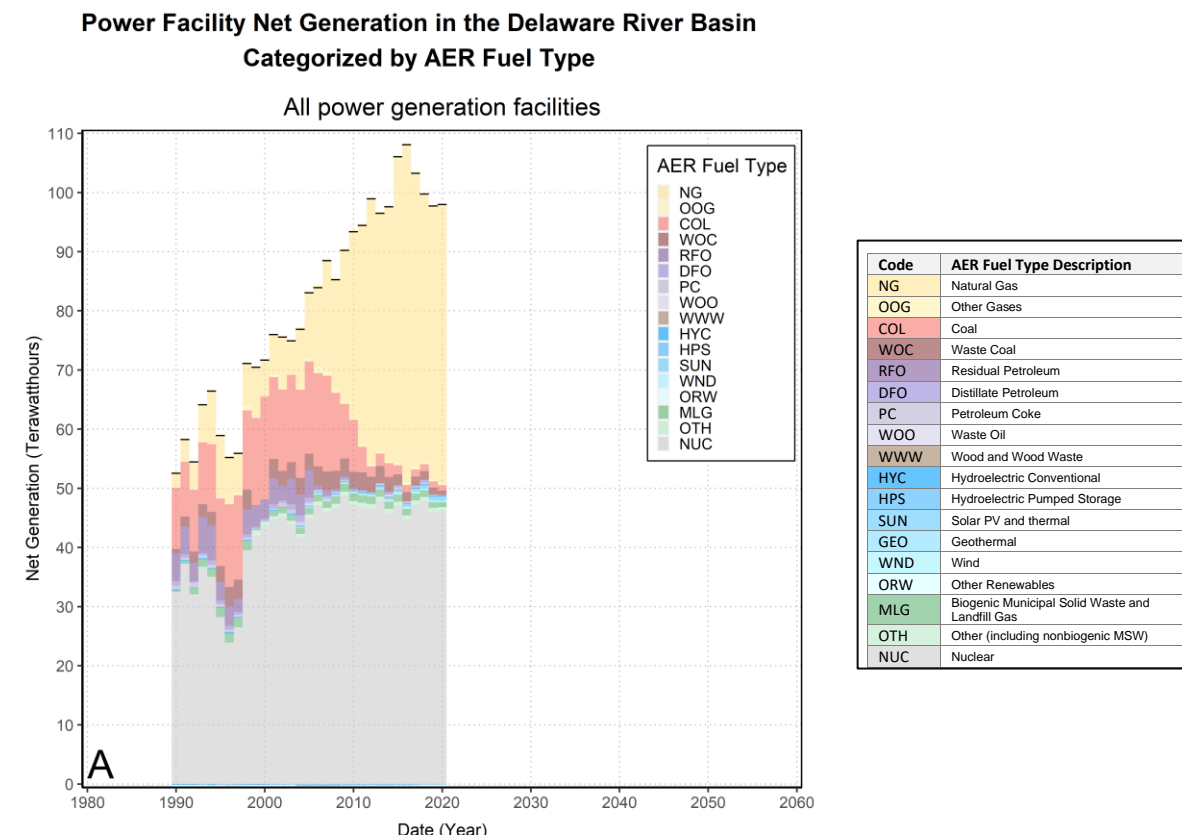 Power Facility Net Generation in the Delaware River Basin
Categorized by AER Fuel Type
All power generation facilities
Net Generation (Terawatthours)
110
100
90
80
70
60
50
40
30
20
10
0
A
1980 1990 2000 2010 2020 2030 2040 2050 2060
Date (Year)
AER Fuel Type
NG
OOG
COL
WOC
RFO
DFO
PC
WOO
WWW
HYC
HPS
SUN
WND
ORW
MLG
OTH
NUC
Code AER Fuel Type Description
NG Natural Gas
OOG Other Gases
COL Coal
WOC Waste Coal
RFO Residual Petroleum
DFO Distillate Petroleum
PC Petroleum Coke
WOO Waste Oil
WWW Wood and Wood Waste
HYC Hydroelectric Conventional
HPS Hydroelectric Pumped Storage
SUN Solar PV and thermal
GEO Geothermal
WND Wind
ORW Other Renewables
MLG Biogenic Municipal Solid Waste and
Landfill Gas
OTH Other (including nonbiogenic MSW)
NUC Nuclear